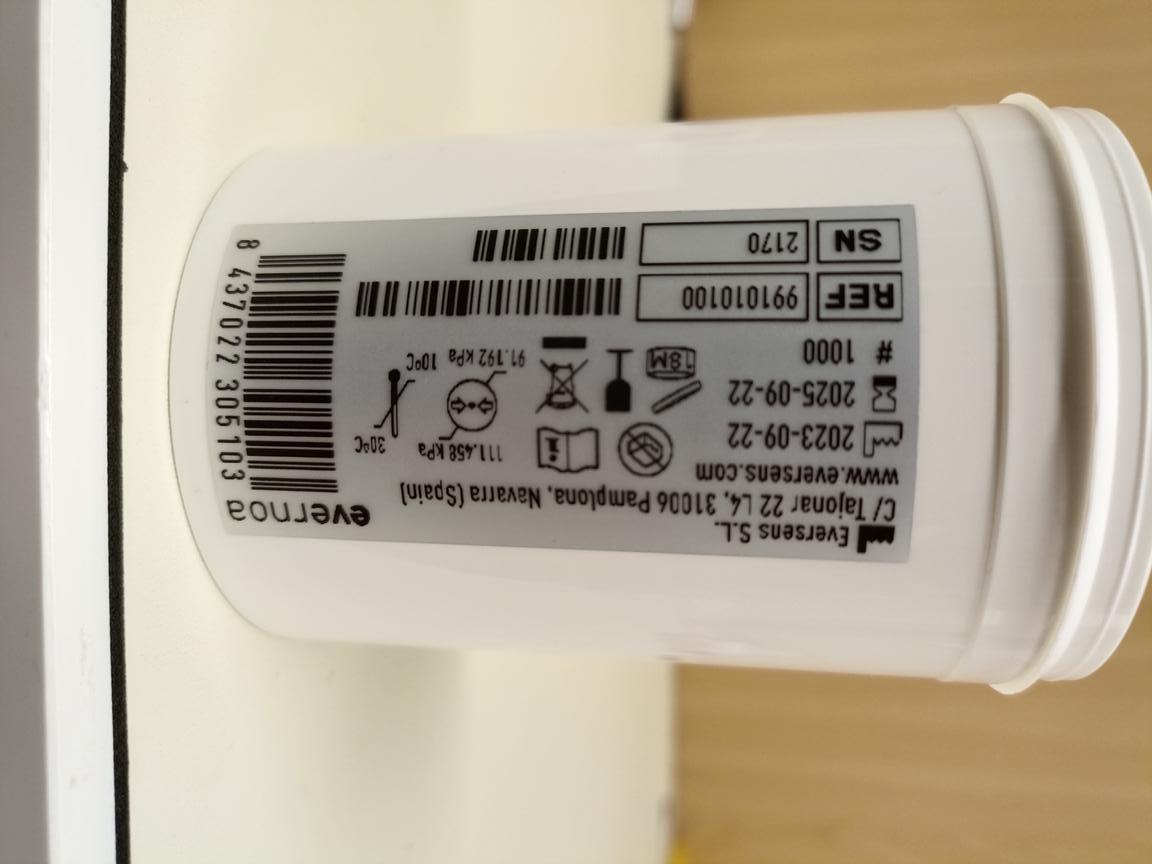 Eversens S.L.
C/ Tajonar 22 L4, 31006 Pamplona, Navarra (Spain)
www.eversens.com
2023-09-22
2025-09-22
# 1000
REF 991010100
SN 2170
18M
111.458 kPa
91.192 kPa
30ºC
10ºC
evernoa
8 437022 305103